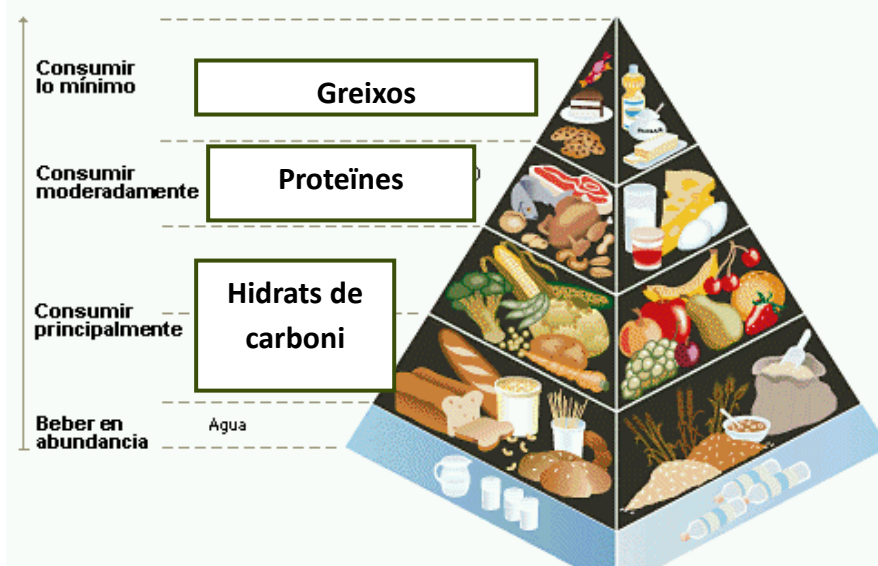 Consumir
lo mínimo
Greixos
Consumir
moderadamente
Proteïnes
Hidrats de
carboni
Consumir
principalmente
Beber en
abundancia
Agua